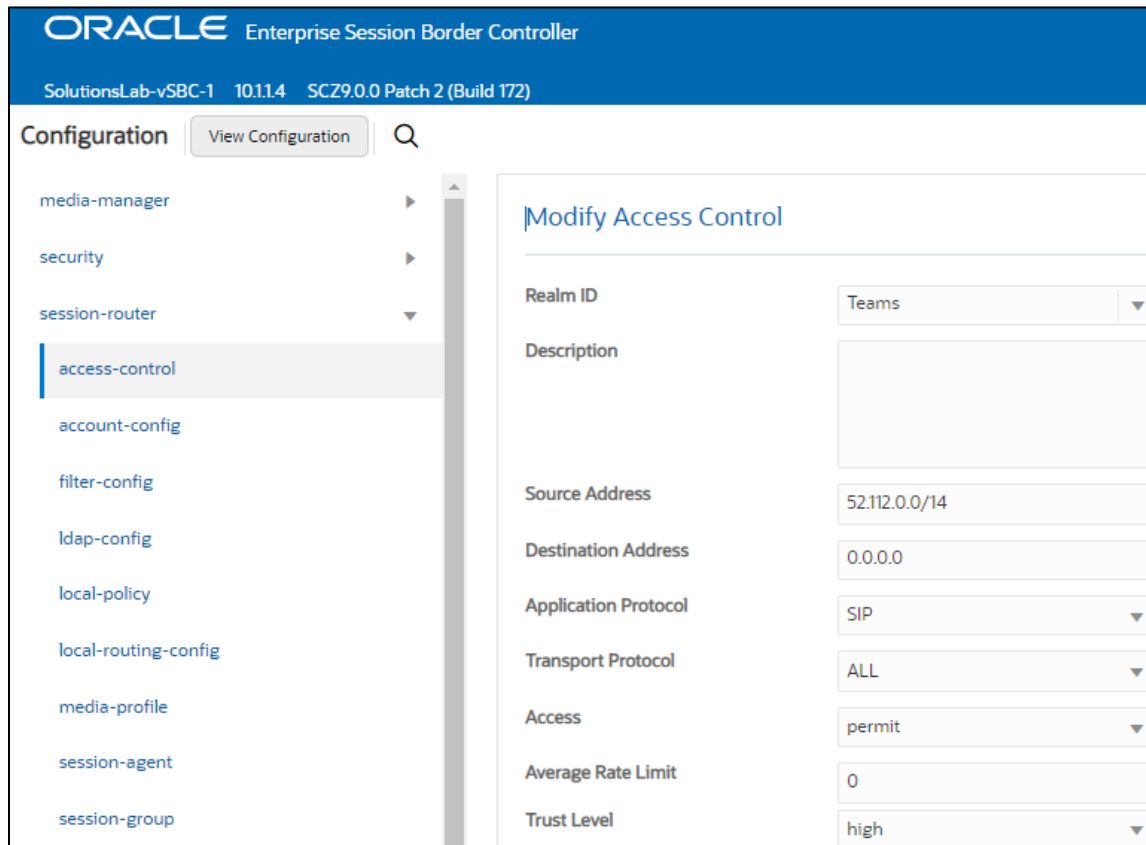 ORACLE Enterprise Session Border Controller
SolutionsLab-vSBC-1 10.1.1.4 SCZ9.0.0 Patch 2 (Build 172)
Configuration View Configuration
media-manager
security
session-router
access-control
account-config
filter-config
ldap-config
local-policy
local-routing-config
media-profile
session-agent
session-group
Modify Access Control
Realm ID Teams
Description
Source Address 52.112.0.0/14
Destination Address 0.0.0.0
Application Protocol SIP
Transport Protocol ALL
Access permit
Average Rate Limit 0
Trust Level high